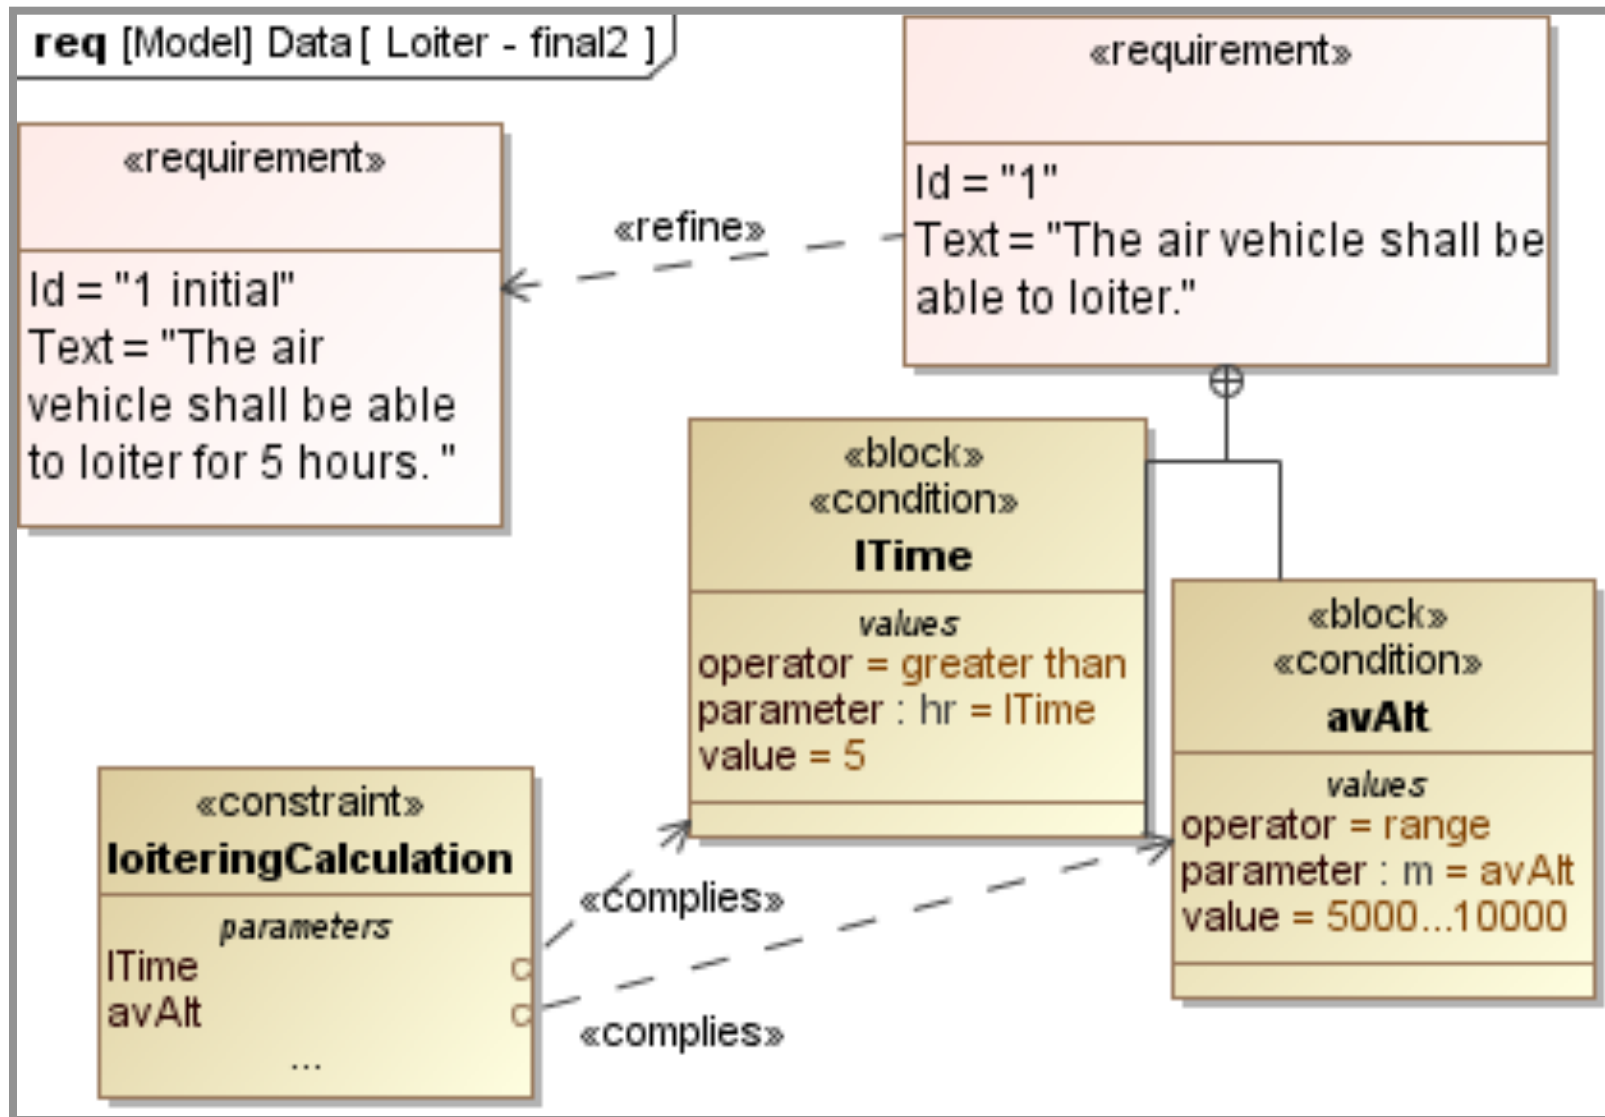 req [Model] Data [ Loiter - final2 ]
«requirement»
Id = "1 initial"
Text = "The air
vehicle shall be able
to loiter for 5 hours. "
«refine»
«requirement»
Id = "1"
Text = "The air vehicle shall be
able to loiter."
«block»
«condition»
lTime
values
operator = greater than
parameter : hr = lTime
value = 5
«block»
«condition»
avAlt
values
operator = range
parameter : m = avAlt
value = 5000...10000
«constraint»
loiteringCalculation
parameters
lTime c
avAlt c
...
«complies»
«complies»